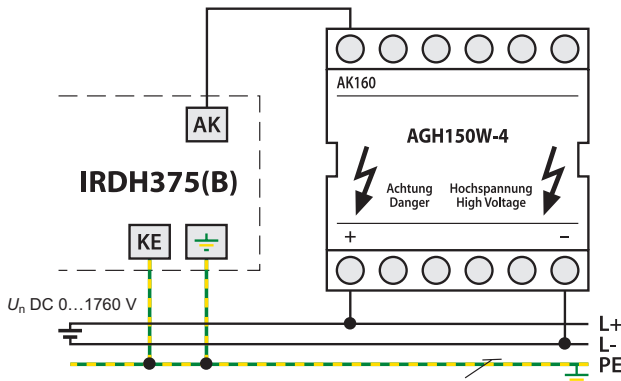 AK160
AK
AGH150W-4
IRDH375(B)
Achtung Hochspannung
Danger High Voltage
KE
+ –
Un DC 0…1760 V
L+
L-
PE